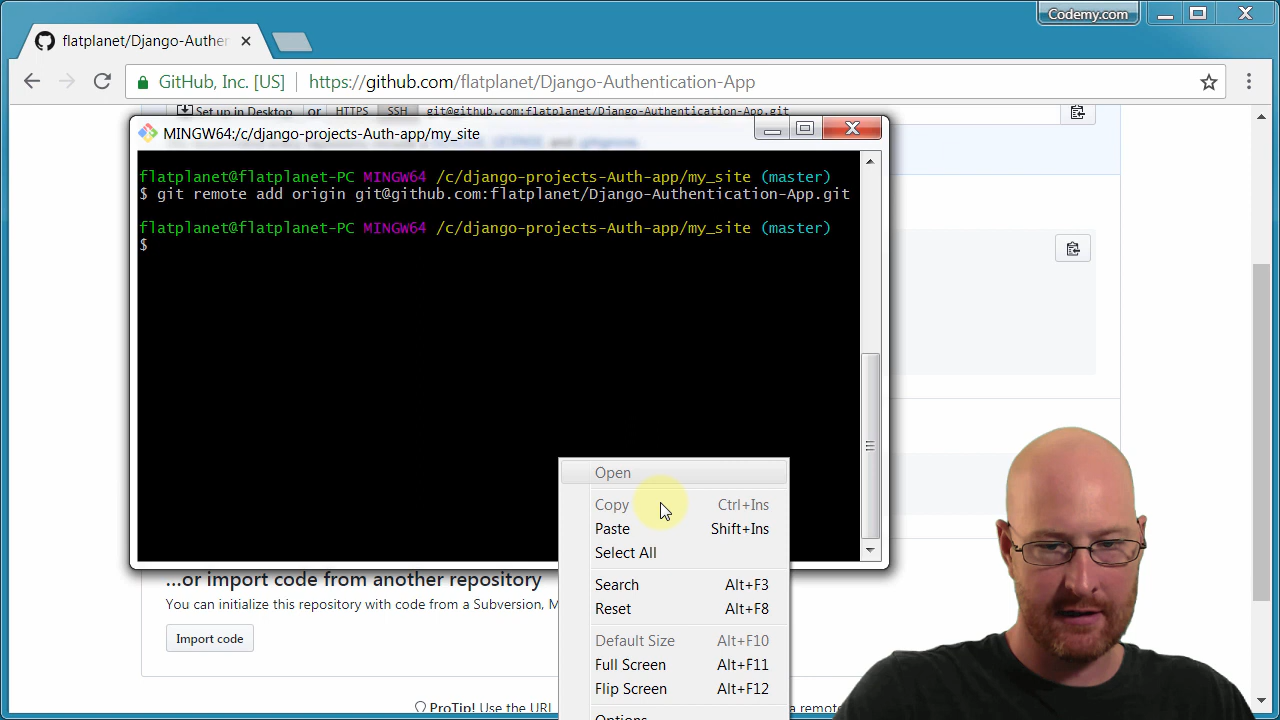 Codemy.com
flatplanet/Django-Auther
GitHub, Inc. [US]
https://github.com/flatplanet/Django-Authentication-App
Set up in Desktop or HTTPS SSH git@github.com:flatplanet/Django-Authentication-App.git
MINGW64:/c/django-projects-Auth-app/my_site
flatplanet@flatplanet-PC MINGW64 /c/django-projects-Auth-app/my_site (master)
$ git remote add origin git@github.com:flatplanet/Django-Authentication-App.git
flatplanet@flatplanet-PC MINGW64 /c/django-projects-Auth-app/my_site (master)
$
Open
Copy Ctrl+Ins
Paste Shift+Ins
Select All
Search Alt+F3
Reset Alt+F8
Default Size Alt+F10
Full Screen Alt+F11
Flip Screen Alt+F12
Options
...or import code from another repository
You can initialize this repository with code from a Subversion, M
Import code
ProTip! Use the URL
a remote